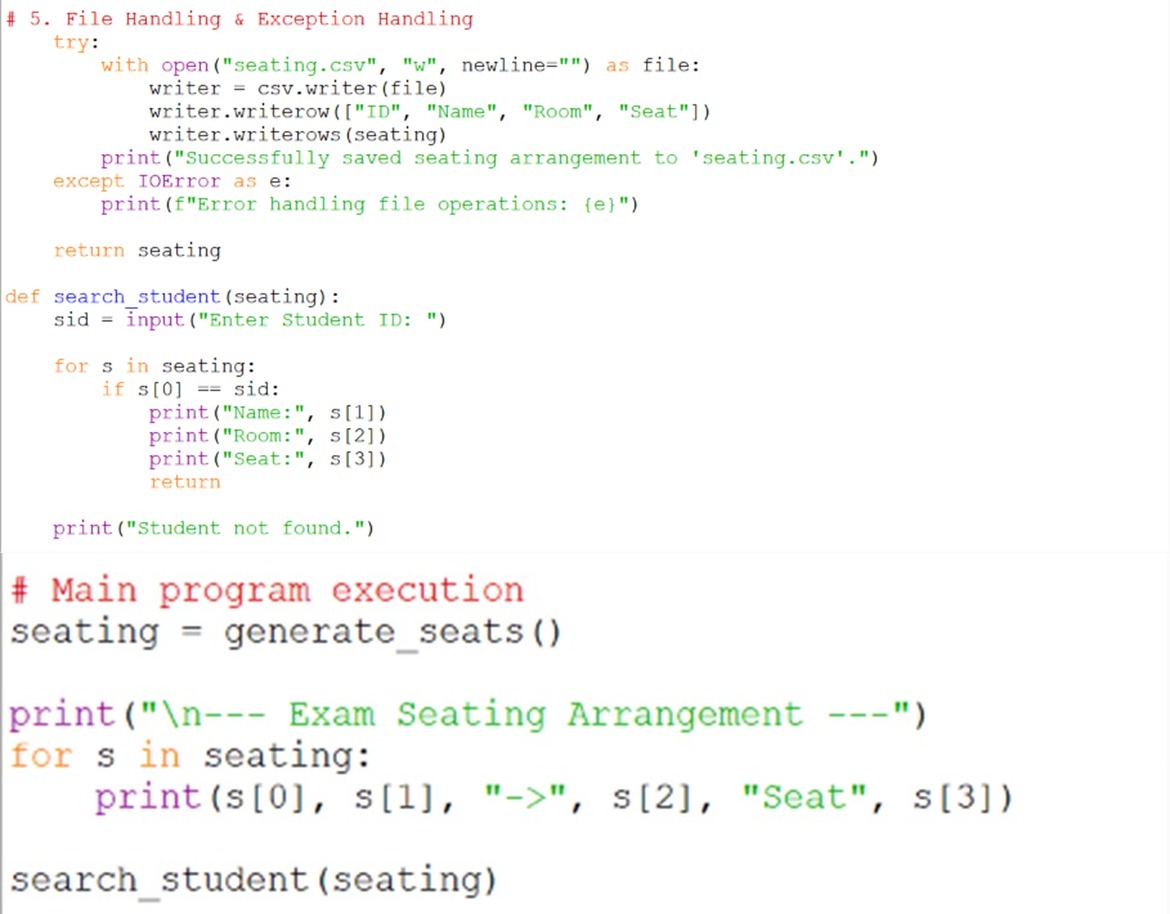 # 5. File Handling & Exception Handling
    try:
        with open("seating.csv", "w", newline="") as file:
            writer = csv.writer(file)
            writer.writerow(["ID", "Name", "Room", "Seat"])
            writer.writerows(seating)
        print("Successfully saved seating arrangement to 'seating.csv'.")
    except IOError as e:
        print(f"Error handling file operations: {e}")

    return seating

def search_student(seating):
    sid = input("Enter Student ID: ")

    for s in seating:
        if s[0] == sid:
            print("Name:", s[1])
            print("Room:", s[2])
            print("Seat:", s[3])
            return

    print("Student not found.")

# Main program execution
seating = generate_seats()

print("\n--- Exam Seating Arrangement ---")
for s in seating:
    print(s[0], s[1], "->", s[2], "Seat", s[3])

search_student(seating)